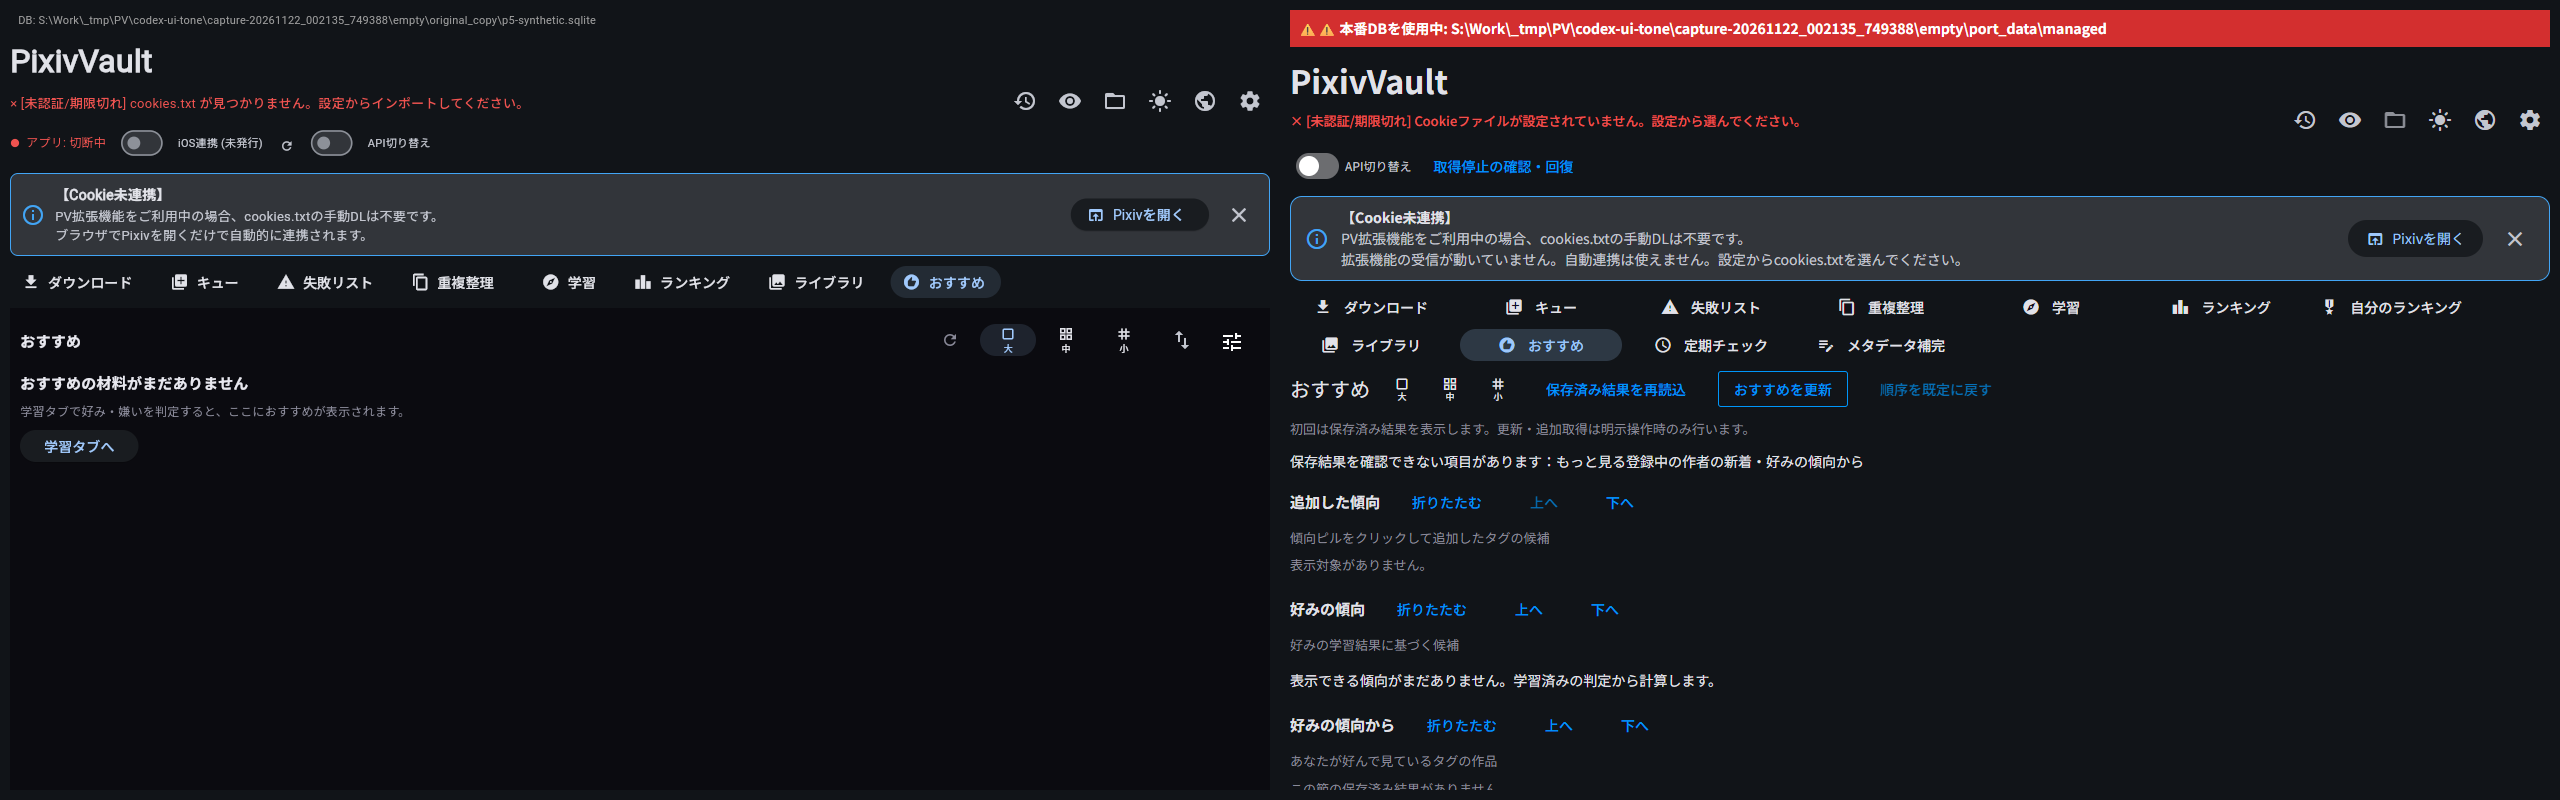 DB: S:\Work\_tmp\PV\codex-ui-tone\capture-20261122_002135_749388\empty\original_copy\p5-synthetic.sqlite
PixivVault
× [未認証/期限切れ] cookies.txt が見つかりません。設定からインポートしてください。
アプリ: 切断中 iOS連携 (未発行) API切り替え
【Cookie未連携】
PV拡張機能をご利用中の場合、cookies.txtの手動DLは不要です。
ブラウザでPixivを開くだけで自動的に連携されます。
Pixivを開く
ダウンロード キュー 失敗リスト 重複整理 学習 ランキング ライブラリ おすすめ
おすすめ 大 中 小
おすすめの材料がまだありません
学習タブで好み・嫌いを判定すると、ここにおすすめが表示されます。
学習タブへ
本番DBを使用中: S:\Work\_tmp\PV\codex-ui-tone\capture-20261122_002135_749388\empty\port_data\managed
PixivVault
× [未認証/期限切れ] Cookieファイルが設定されていません。設定から選んでください。
API切り替え 取得停止の確認・回復
【Cookie未連携】
PV拡張機能をご利用中の場合、cookies.txtの手動DLは不要です。
拡張機能の受信が動いていません。自動連携は使えません。設定からcookies.txtを選んでください。
Pixivを開く
ダウンロード キュー 失敗リスト 重複整理 学習 ランキング 自分のランキング
ライブラリ おすすめ 定期チェック メタデータ補完
おすすめ 大 中 小 保存済み結果を再読込 おすすめを更新 順序を既定に戻す
初回は保存済み結果を表示します。更新・追加取得は明示操作時のみ行います。
保存結果を確認できない項目があります：もっと見る登録中の作者の新着・好みの傾向から
追加した傾向 折りたたむ 上へ 下へ
傾向ピルをクリックして追加したタグの候補
表示対象がありません。
好みの傾向 折りたたむ 上へ 下へ
好みの学習結果に基づく候補
表示できる傾向がまだありません。学習済みの判定から計算します。
好みの傾向から 折りたたむ 上へ 下へ
あなたが好んで見ているタグの作品
この節の保存済み結果がありません